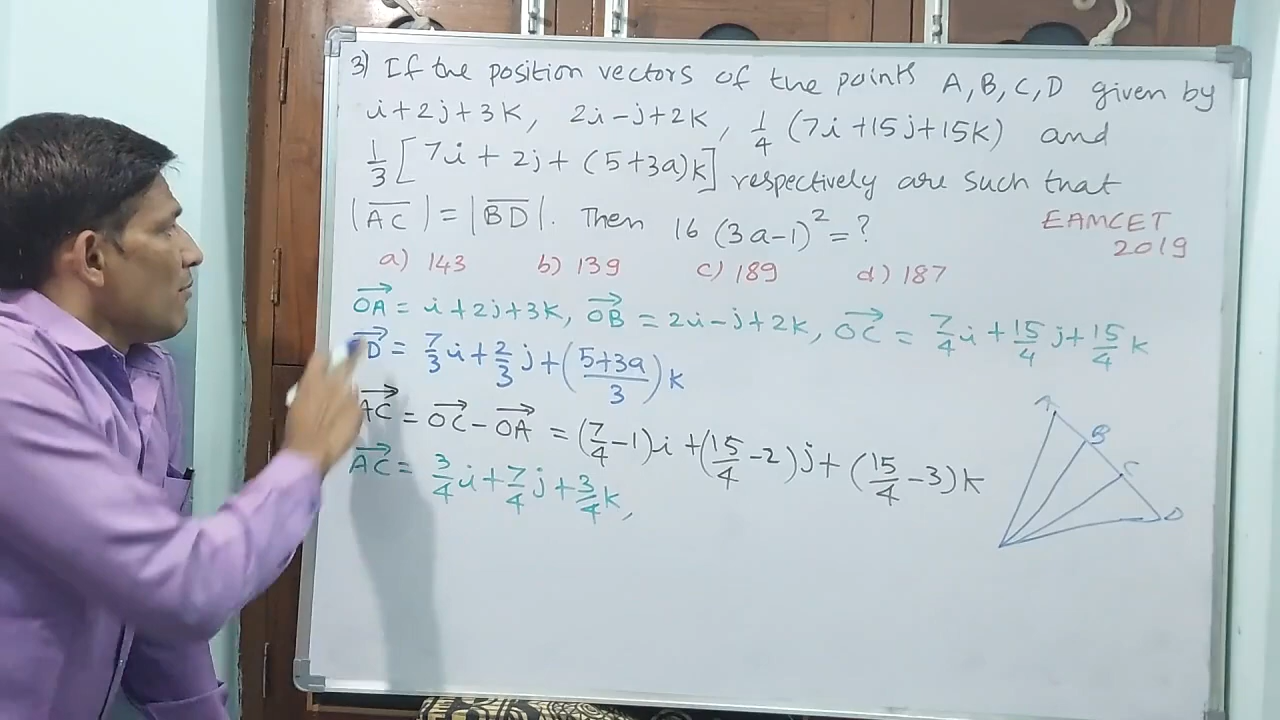 3) If the position vectors of the points A, B, C, D given by
i+2j+3k, 2i-j+2k, 1/4 (7i+15j+15k) and
1/3 [7i+2j+(5+3a)k] respectively are such that
|AC̅| = |BD̅|. Then 16 (3a-1)² = ?
EAMCET
2019
a) 143 b) 139 c) 189 d) 187
OA⃗ = i+2j+3k, OB⃗ = 2i-j+2k, OC⃗ = 7/4 i + 15/4 j + 15/4 k
D⃗ = 7/3 i + 2/3 j + (5+3a/3) k
AC⃗ = OC⃗ - OA⃗ = (7/4 -1)i + (15/4 -2)j + (15/4 -3)k
AC⃗ = 3/4 i + 7/4 j + 3/4 k,
A
B
C
D